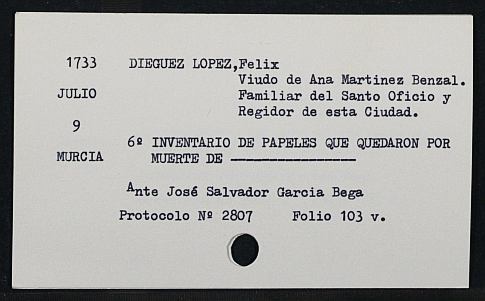 1733 DIEGUEZ LOPEZ,Felix
Viudo de Ana Martinez Benzal.
JULIO Familiar del Santo Oficio y
Regidor de esta Ciudad.
9
6º INVENTARIO DE PAPELES QUE QUEDARON POR
MURCIA MUERTE DE ----------------
Ante José Salvador Garcia Bega
Protocolo Nº 2807 Folio 103 v.